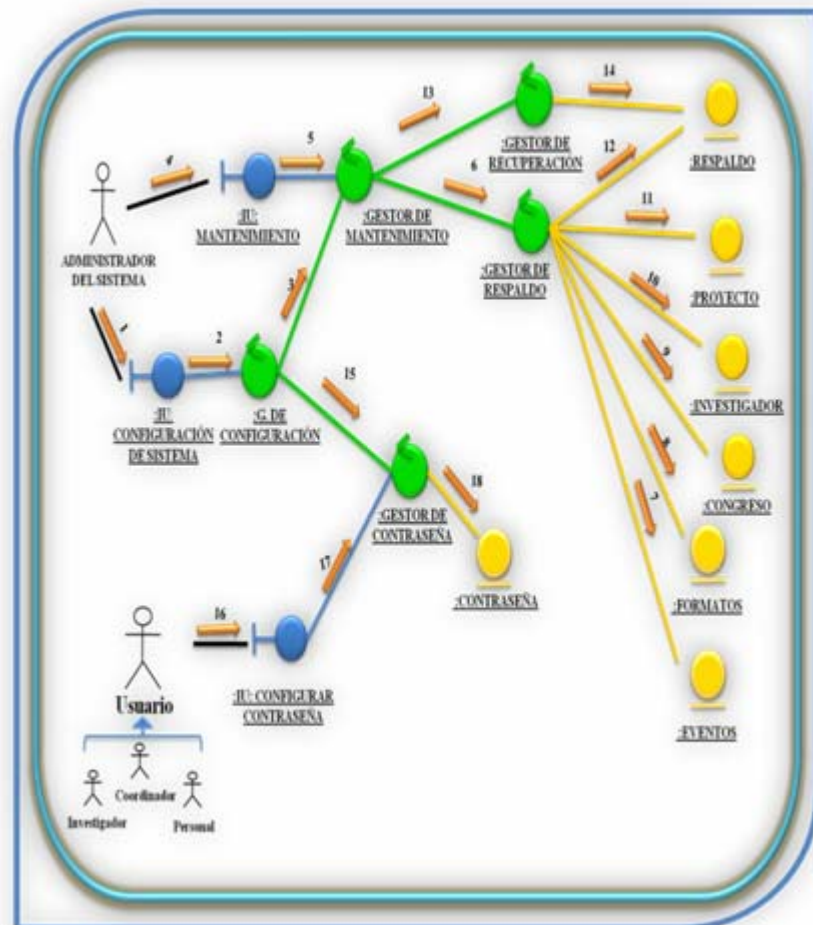 14
13
:GESTOR DE
RECUPERACIÓN
:RESPALDO
12
4
5
6
11
:IU:
MANTENIMIENTO
:GESTOR DE
MANTENIMIENTO
:GESTOR DE
RESPALDO
:PROYECTO
ADMINISTRADOR
DEL SISTEMA
10
3
1
2
9
:INVESTIGADOR
15
:IU:
CONFIGURACIÓN
DE SISTEMA
:G. DE
CONFIGURACIÓN
8
:CONGRESO
18
7
:GESTOR DE
CONTRASEÑA
17
:CONTRASEÑA
:FORMATOS
16
Usuario
:IU: CONFIGURAR
CONTRASEÑA
:EVENTOS
Coordinador
Investigador
Personal